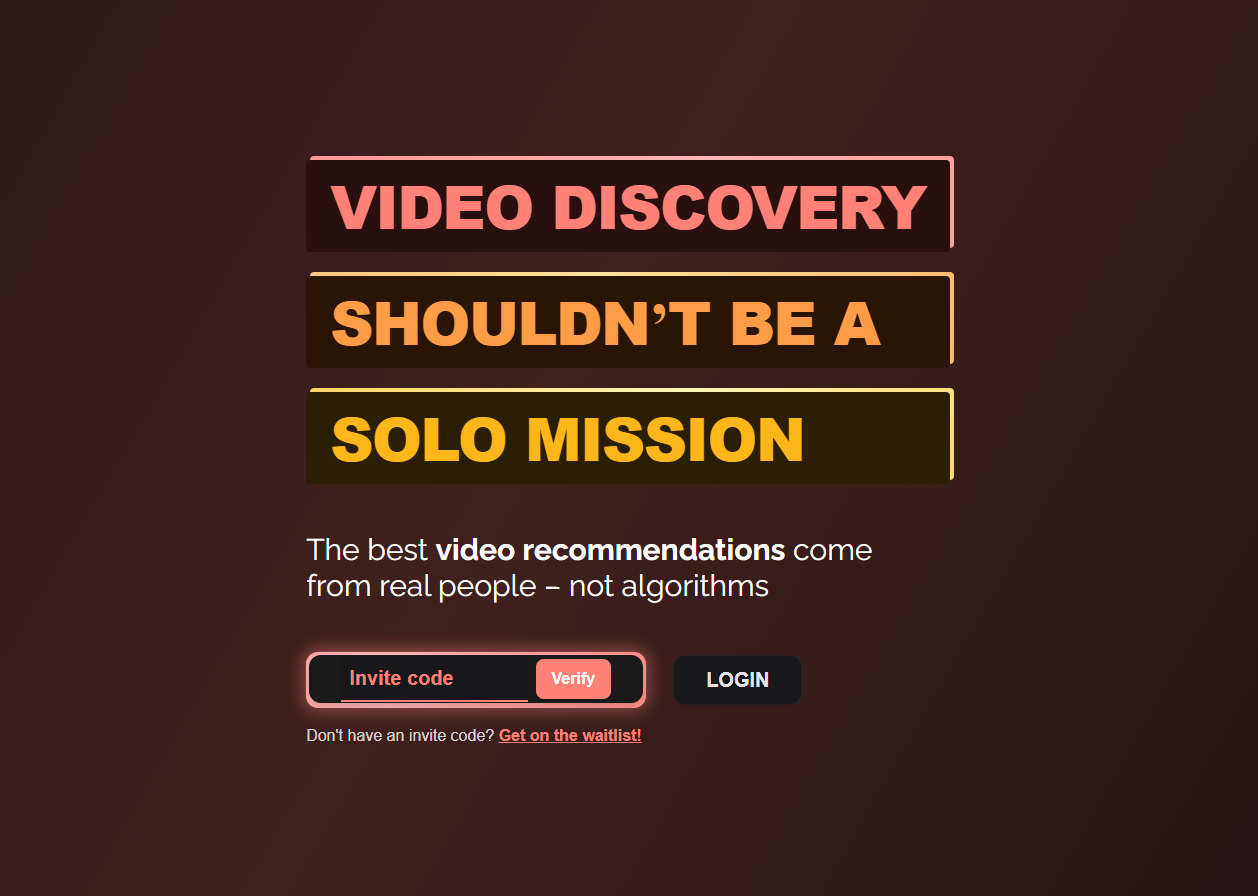 VIDEO DISCOVERY
SHOULDN’T BE A
SOLO MISSION
The best video recommendations come
from real people – not algorithms
Invite code
Verify
LOGIN
Don't have an invite code? Get on the waitlist!